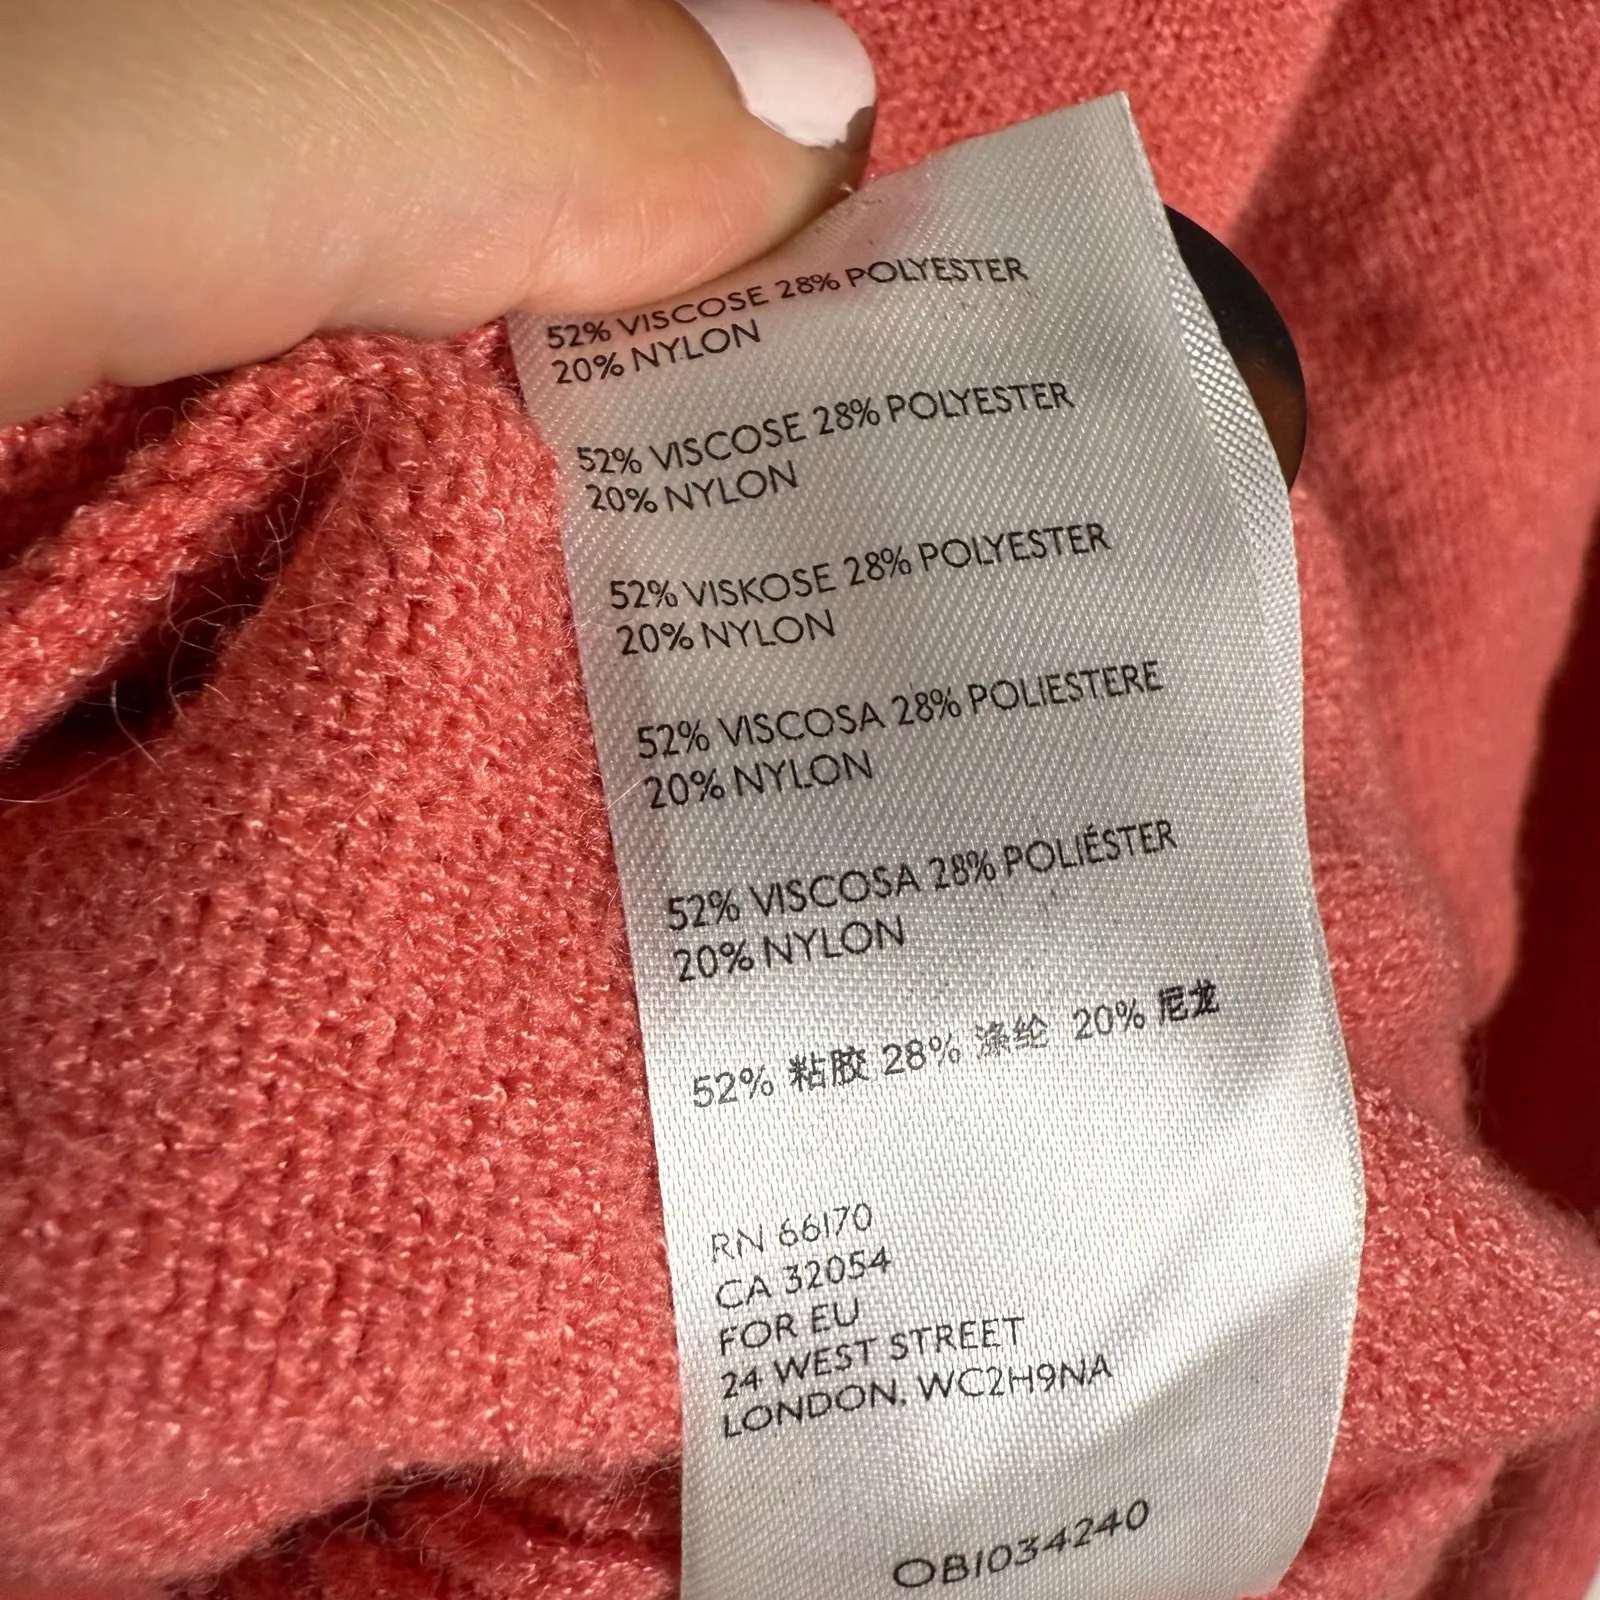 52% VISCOSE 28% POLYESTER
20% NYLON
52% VISCOSE 28% POLYESTER
20% NYLON
52% VISKOSE 28% POLYESTER
20% NYLON
52% VISCOSA 28% POLIESTERE
20% NYLON
52% VISCOSA 28% POLIÉSTER
20% NYLON
52% 粘胶 28% 涤纶 20% 尼龙
RN 66170
CA 32054
FOR EU
24 WEST STREET
LONDON, WC2H9NA
OB1034240